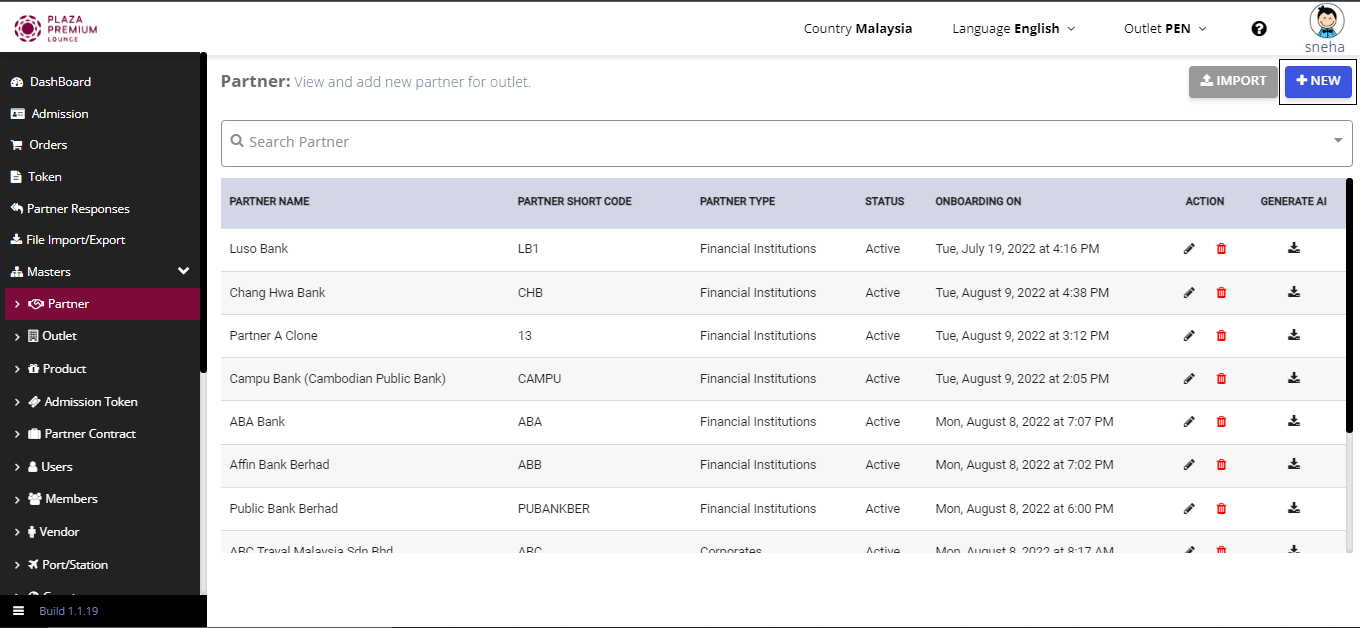 PLAZA
PREMIUM
LOUNGE
Country Malaysia
Language English
Outlet PEN
sneha
DashBoard
Admission
Orders
Token
Partner Responses
File Import/Export
Masters
Partner
Outlet
Product
Admission Token
Partner Contract
Users
Members
Vendor
Port/Station
Build 1.1.19
Partner: View and add new partner for outlet.
IMPORT
NEW
Search Partner
PARTNER NAME PARTNER SHORT CODE PARTNER TYPE STATUS ONBOARDING ON ACTION GENERATE AI
Luso Bank LB1 Financial Institutions Active Tue, July 19, 2022 at 4:16 PM
Chang Hwa Bank CHB Financial Institutions Active Tue, August 9, 2022 at 4:38 PM
Partner A Clone 13 Financial Institutions Active Tue, August 9, 2022 at 3:12 PM
Campu Bank (Cambodian Public Bank) CAMPU Financial Institutions Active Tue, August 9, 2022 at 2:05 PM
ABA Bank ABA Financial Institutions Active Mon, August 8, 2022 at 7:07 PM
Affin Bank Berhad ABB Financial Institutions Active Mon, August 8, 2022 at 7:02 PM
Public Bank Berhad PUBANKBER Financial Institutions Active Mon, August 8, 2022 at 6:00 PM
ABC Traval Malaysia Sdn Bhd ABC Corporates Active Mon, August 8, 2022 at 8:17 AM